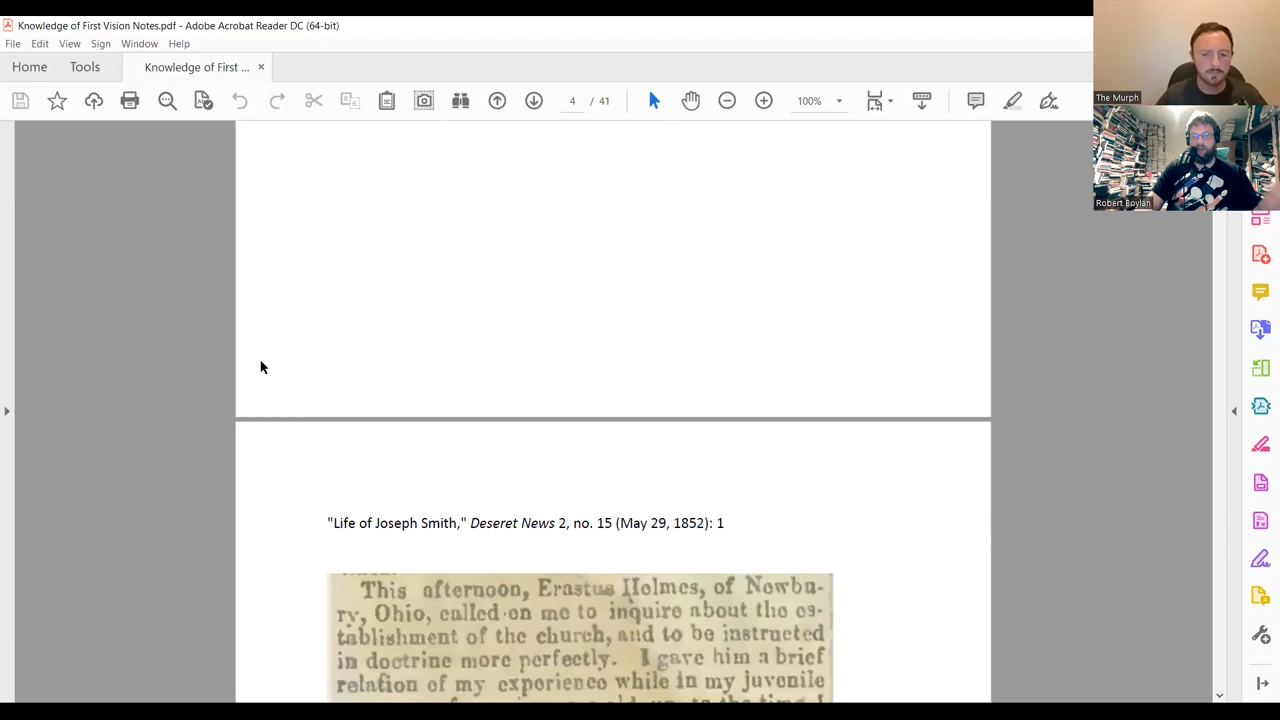 Knowledge of First Vision Notes.pdf - Adobe Acrobat Reader DC (64-bit)
File Edit View Sign Window Help
Home Tools Knowledge of First ... ×
4 / 41 100%
The Murph
Robert Boylan
"Life of Joseph Smith," Deseret News 2, no. 15 (May 29, 1852): 1
This afternoon, Erastus Holmes, of Newbu-
ry, Ohio, called on me to inquire about the es-
tablishment of the church, and to be instructed
in doctrine more perfectly. I gave him a brief
relation of my experience while in my juvenile